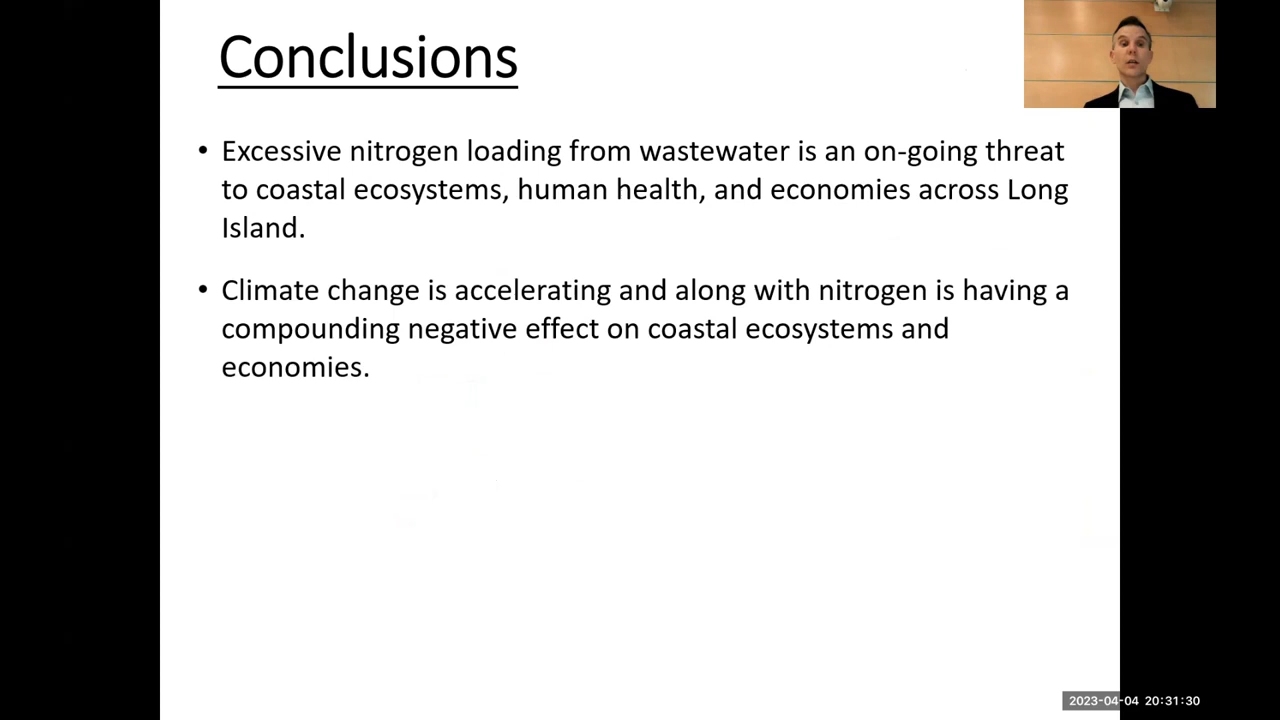 Conclusions
• Excessive nitrogen loading from wastewater is an on-going threat
to coastal ecosystems, human health, and economies across Long
Island.
• Climate change is accelerating and along with nitrogen is having a
compounding negative effect on coastal ecosystems and
economies.
2023-04-04 20:31:30